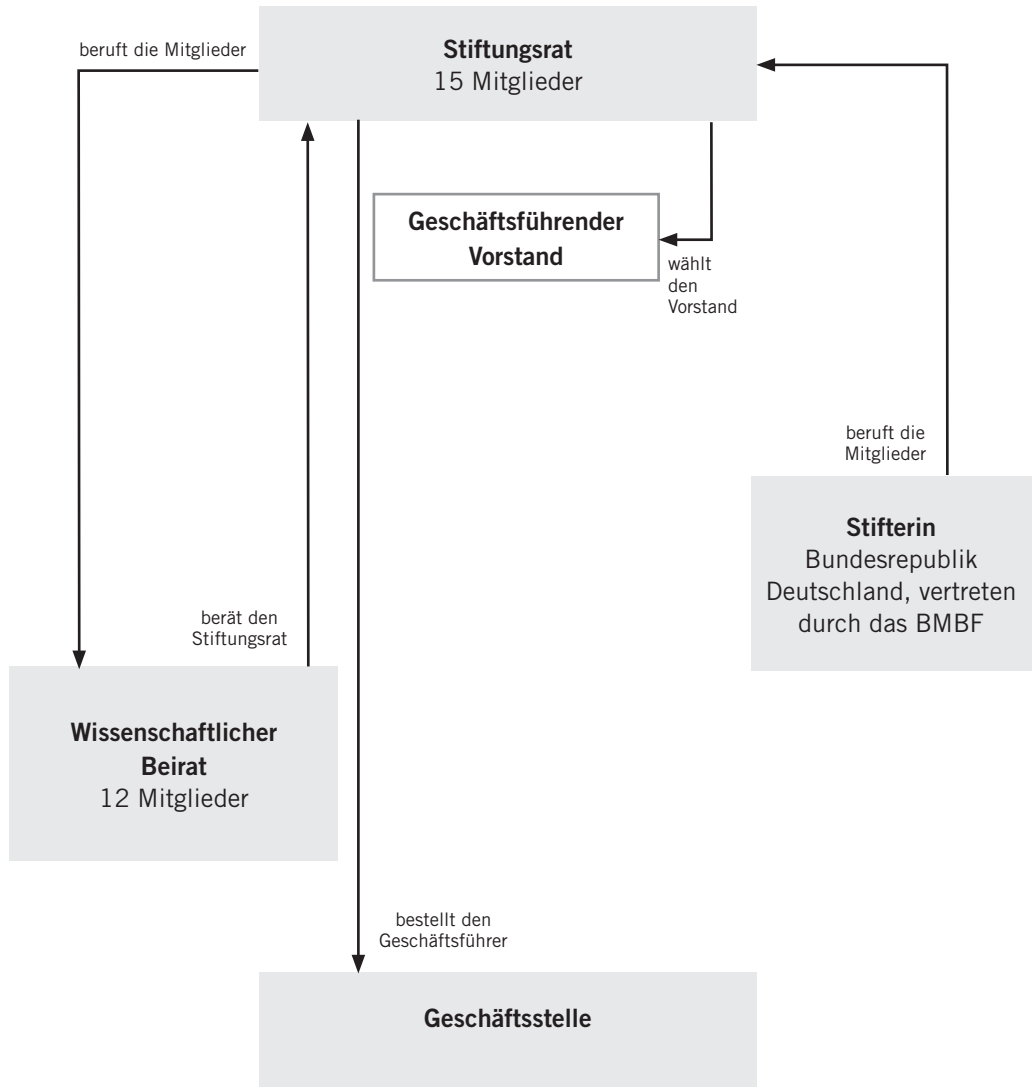 beruft die Mitglieder
Stiftungsrat
15 Mitglieder
Geschäftsführender
Vorstand
wählt
den
Vorstand
beruft die
Mitglieder
Stifterin
Bundesrepublik
Deutschland, vertreten
durch das BMBF
berät den
Stiftungsrat
Wissenschaftlicher
Beirat
12 Mitglieder
bestellt den
Geschäftsführer
Geschäftsstelle